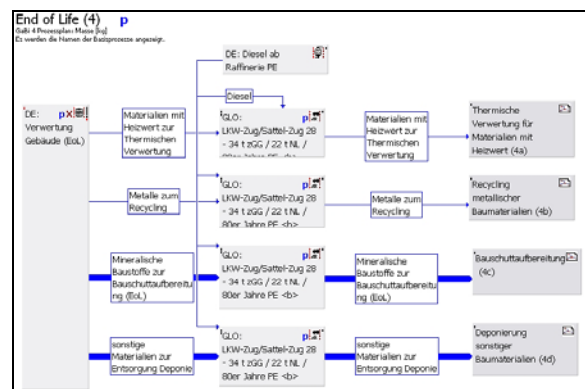 End of Life (4) p
GaBi 4 Prozessplan: Masse [kg]
Es werden die Namen der Basisprozesse angezeigt.
DE: Diesel ab
Raffinerie PE
Diesel
DE: pX
Verwertung
Gebäude (EoL)
Materialien mit
Heizwert zur
Thermischen
Verwertung
GLO: p
LKW-Zug/Sattel-Zug 28
- 34 t zGG / 22 t NL /
80er Jahre PE <b>
Materialien mit
Heizwert zur
Thermischen
Verwertung
Thermische
Verwertung für
Materialien mit
Heizwert (4a)
Metalle zum
Recycling
GLO: p
LKW-Zug/Sattel-Zug 28
- 34 t zGG / 22 t NL /
80er Jahre PE <b>
Metalle zum
Recycling
Recycling
metallischer
Baumaterialien (4b)
Mineralische
Baustoffe zur
Bauschuttaufbereitu
ng (EoL)
GLO: p
LKW-Zug/Sattel-Zug 28
- 34 t zGG / 22 t NL /
80er Jahre PE <b>
Mineralische
Baustoffe zur
Bauschuttaufbereitu
ng (EoL)
Bauschuttaufbereitung
(4c)
sonstige
Materialien zur
Entsorgung Deponie
GLO: p
LKW-Zug/Sattel-Zug 28
- 34 t zGG / 22 t NL /
80er Jahre PE <b>
sonstige
Materialien zur
Entsorgung Deponie
Deponierung
sonstiger
Baumaterialien (4d)